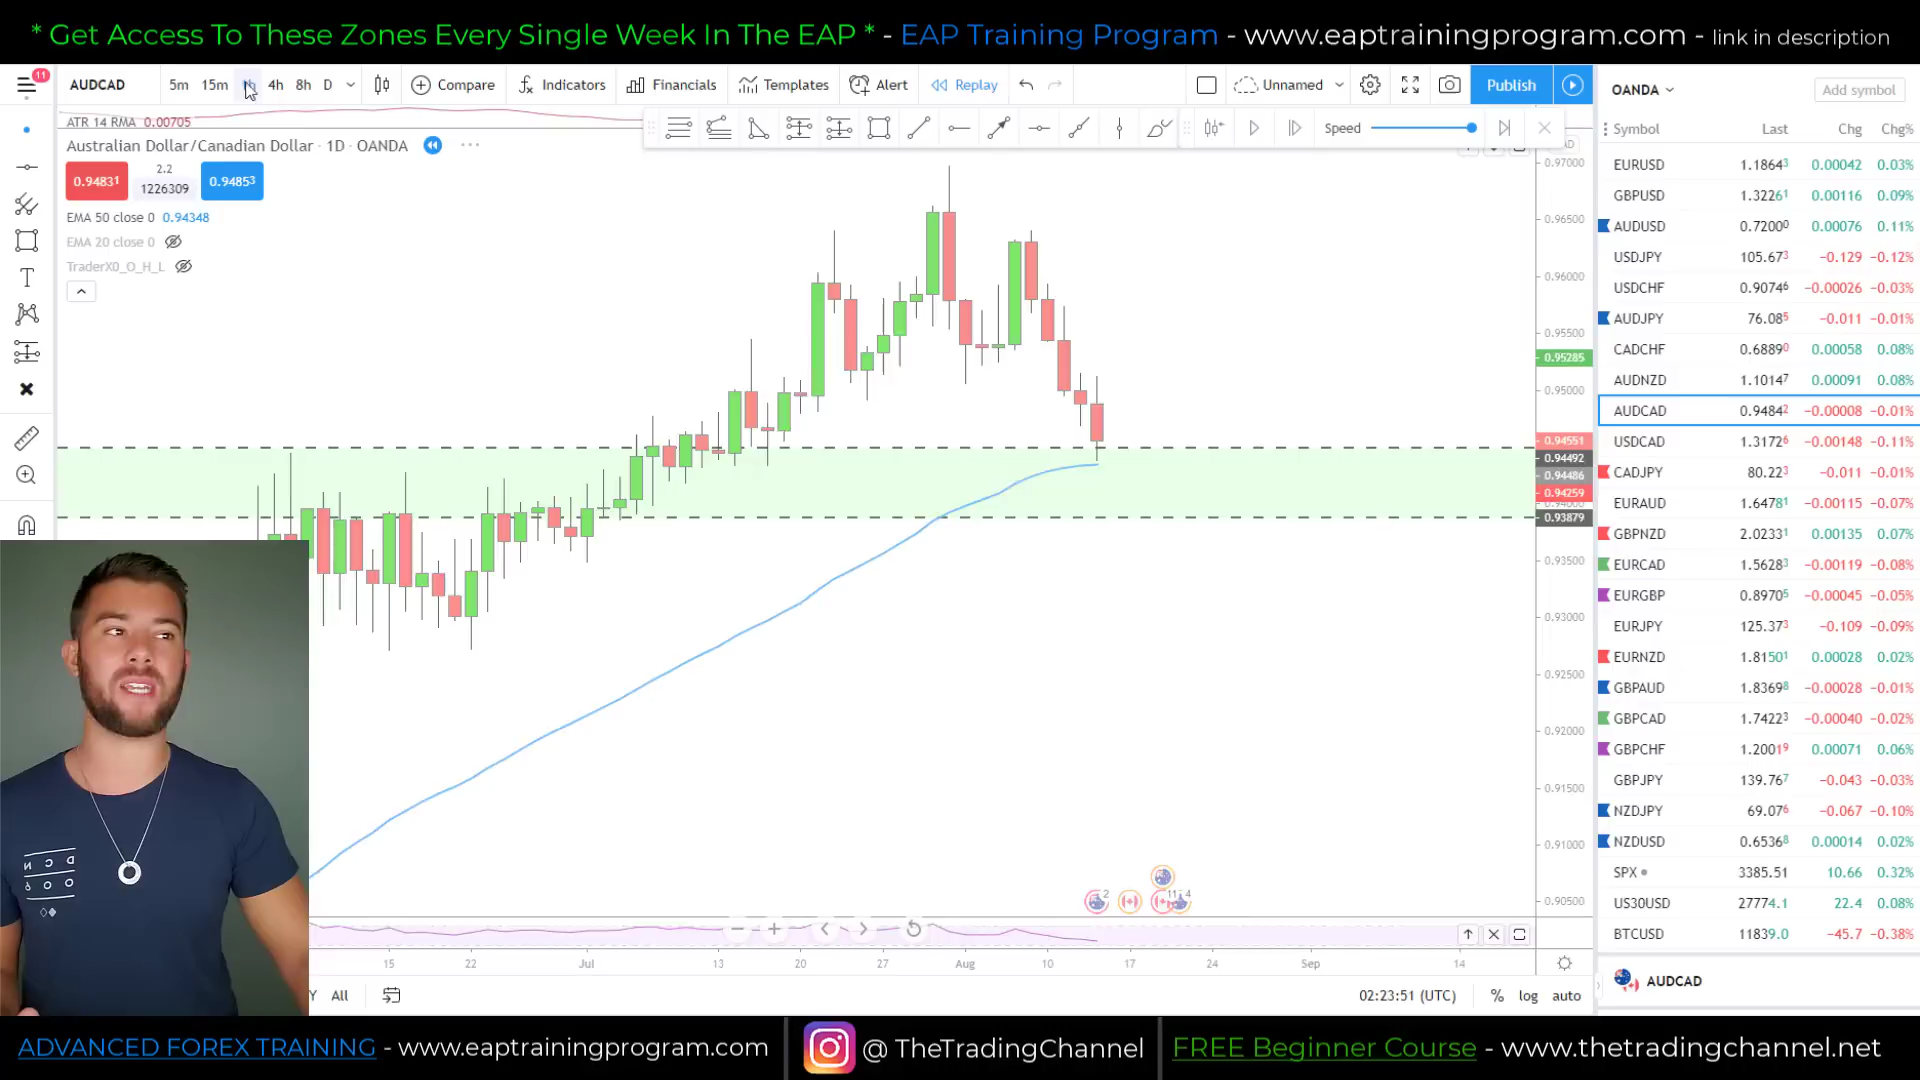 * Get Access To These Zones Every Single Week In The EAP * - EAP Training Program - www.eaptrainingprogram.com - link in description
11
AUDCAD 5m 15m 4h 8h D Compare Indicators Financials Templates Alert Replay Unnamed Publish
ATR 14 RMA 0.00705
Speed
Australian Dollar/Canadian Dollar · 1D · OANDA
0.94831 2.2 0.94853
1226309
EMA 50 close 0 0.94348
EMA 20 close 0
TraderX0_O_H_L
0.97000
0.96500
0.96000
0.95500
0.95285
0.95000
0.94551
0.94492
0.94486
0.94259
0.93879
0.93500
0.93000
0.92500
0.92000
0.91500
0.91000
0.90500
2 11 4
15 22 Jul 13 20 27 Aug 10 17 24 Sep 14
Y All 02:23:51 (UTC) % log auto
OANDA Add symbol
Symbol Last Chg Chg%
EURUSD 1.18643 0.00042 0.03%
GBPUSD 1.32261 0.00116 0.09%
AUDUSD 0.72000 0.00076 0.11%
USDJPY 105.673 −0.129 −0.12%
USDCHF 0.90746 −0.00026 −0.03%
AUDJPY 76.085 −0.011 −0.01%
CADCHF 0.68890 0.00058 0.08%
AUDNZD 1.10147 0.00091 0.08%
AUDCAD 0.94842 −0.00008 −0.01%
USDCAD 1.31726 −0.00148 −0.11%
CADJPY 80.223 −0.011 −0.01%
EURAUD 1.64781 −0.00115 −0.07%
GBPNZD 2.02331 0.00135 0.07%
EURCAD 1.56283 −0.00119 −0.08%
EURGBP 0.89705 −0.00045 −0.05%
EURJPY 125.373 −0.109 −0.09%
EURNZD 1.81501 0.00028 0.02%
GBPAUD 1.83698 −0.00028 −0.01%
GBPCAD 1.74223 −0.00040 −0.02%
GBPCHF 1.20019 0.00071 0.06%
GBPJPY 139.767 −0.043 −0.03%
NZDJPY 69.076 −0.067 −0.10%
NZDUSD 0.65368 0.00014 0.02%
SPX 3385.51 10.66 0.32%
US30USD 27774.1 22.4 0.08%
BTCUSD 11839.0 −45.7 −0.38%
AUDCAD
ADVANCED FOREX TRAINING - www.eaptrainingprogram.com @ TheTradingChannel FREE Beginner Course - www.thetradingchannel.net